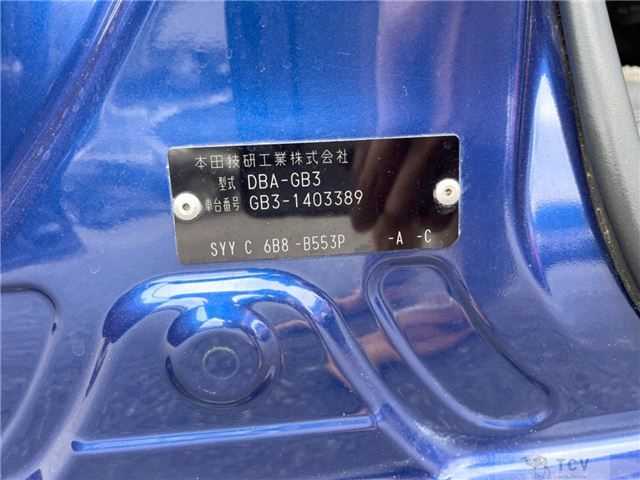 本田技研工業株式会社
型式 DBA-GB3
車台番号 GB3-1403389
SYY C 6B8 -B553P -A -C
TCV